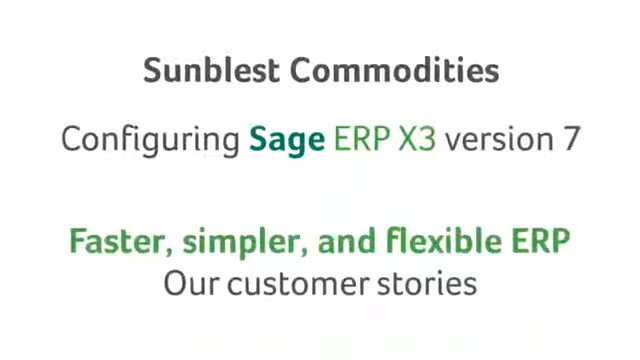 Sunblest Commodities
Configuring Sage ERP X3 version 7
Faster, simpler, and flexible ERP
Our customer stories